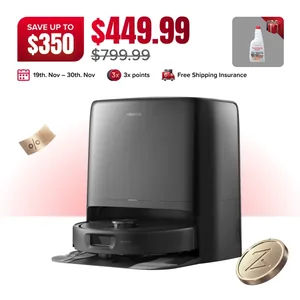 SAVE UP TO
$350
$449.99
$799.99
19th. Nov – 30th. Nov
3x
3x points
Free Shipping Insurance